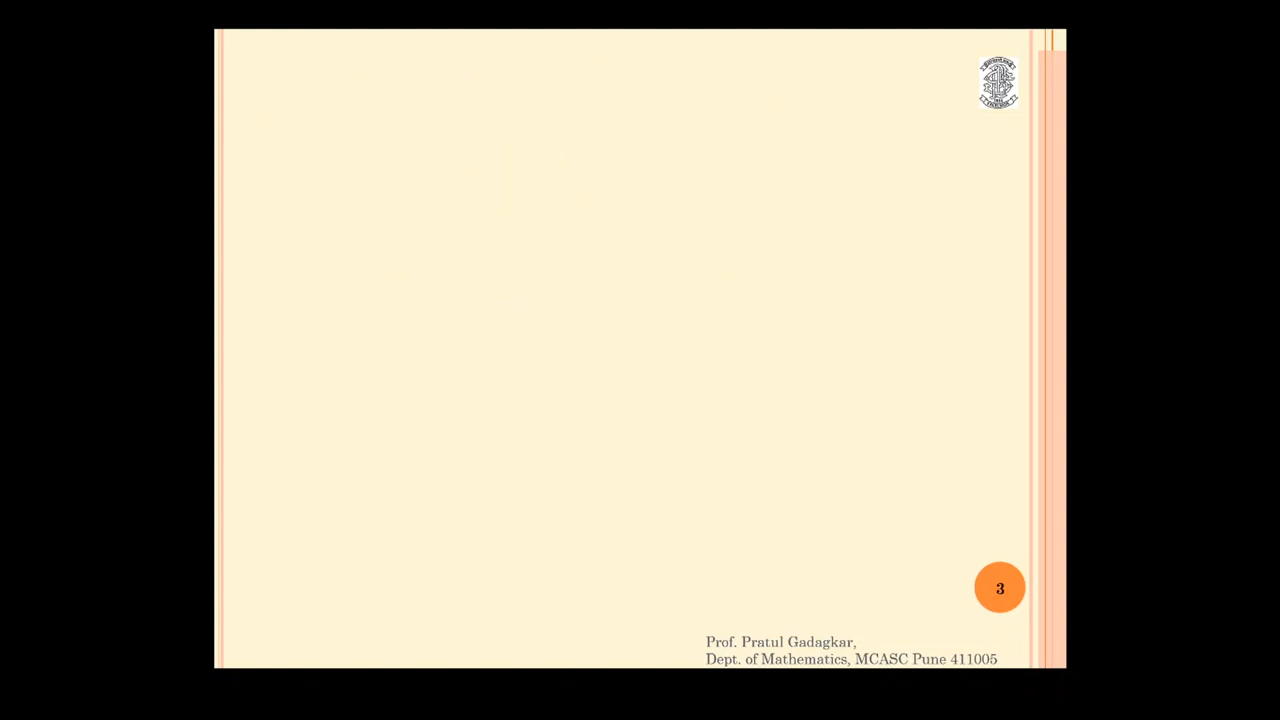 3
Prof. Pratul Gadagkar,
Dept. of Mathematics, MCASC Pune 411005